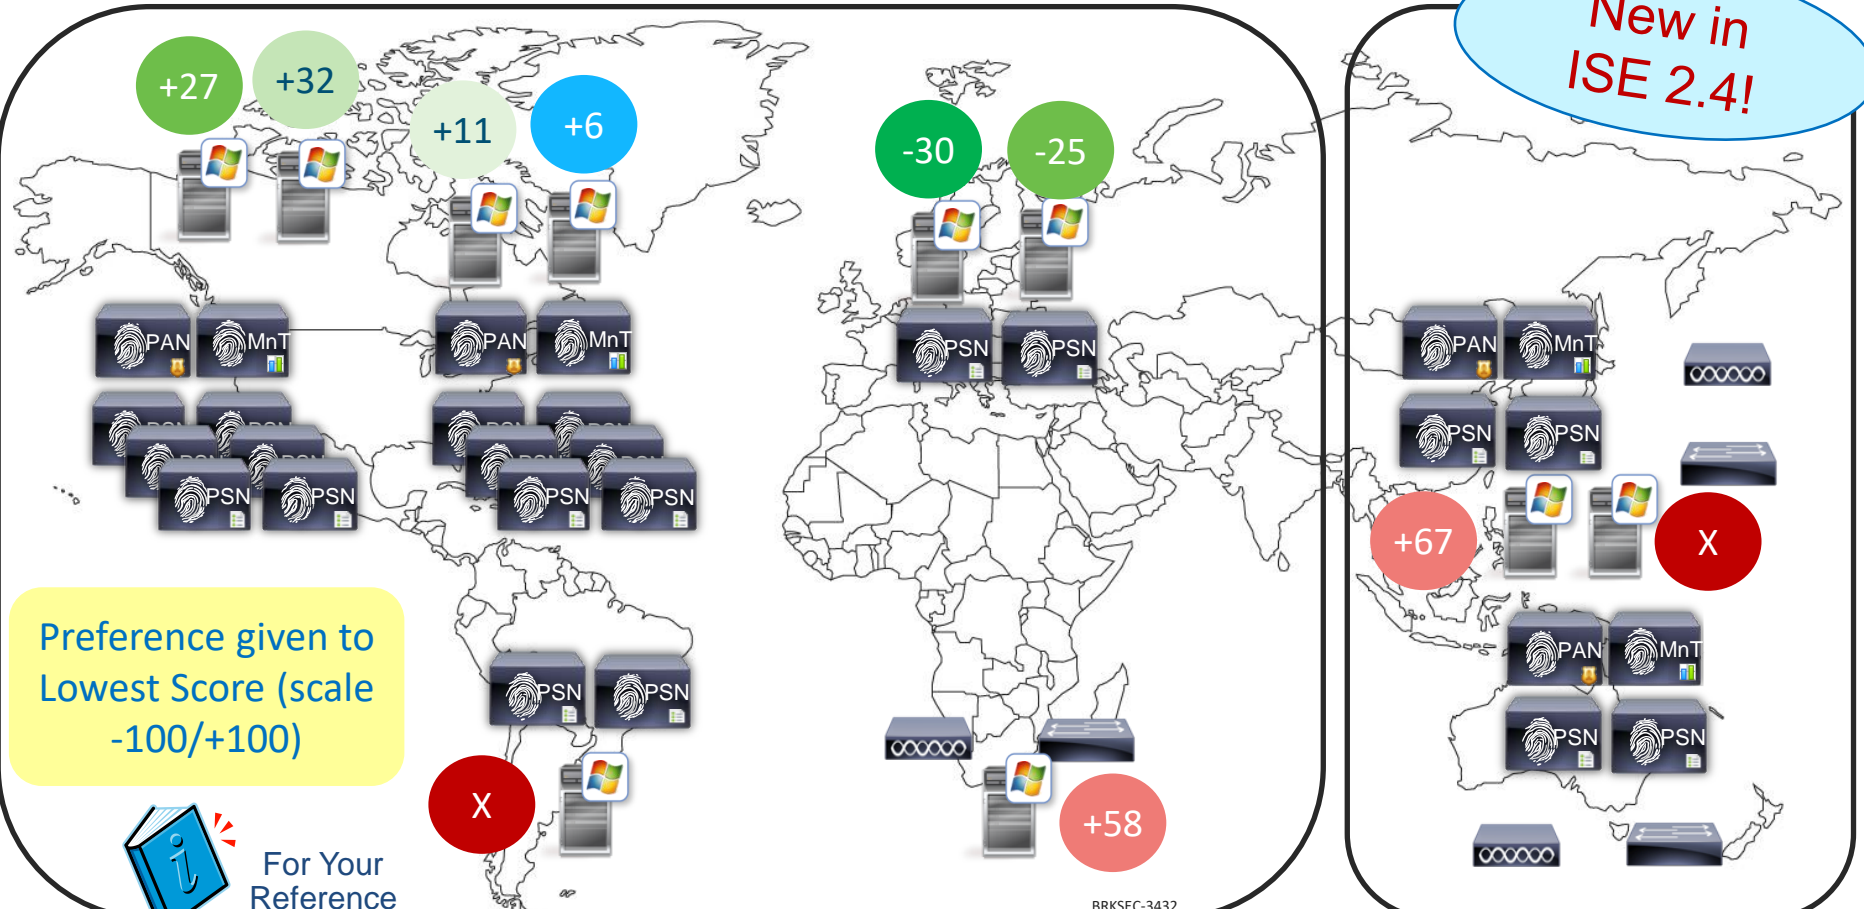 New in
ISE 2.4!
+27
+32
+11
+6
-30
-25
PAN
MnT
PAN
MnT
PSN
PSN
PAN
MnT
PSN
PSN
PSN
PSN
PSN
PSN
+67
X
Preference given to
Lowest Score (scale
-100/+100)
PSN
PSN
PAN
MnT
PSN
PSN
X
+58
For Your
Reference
BRKSEC-3432